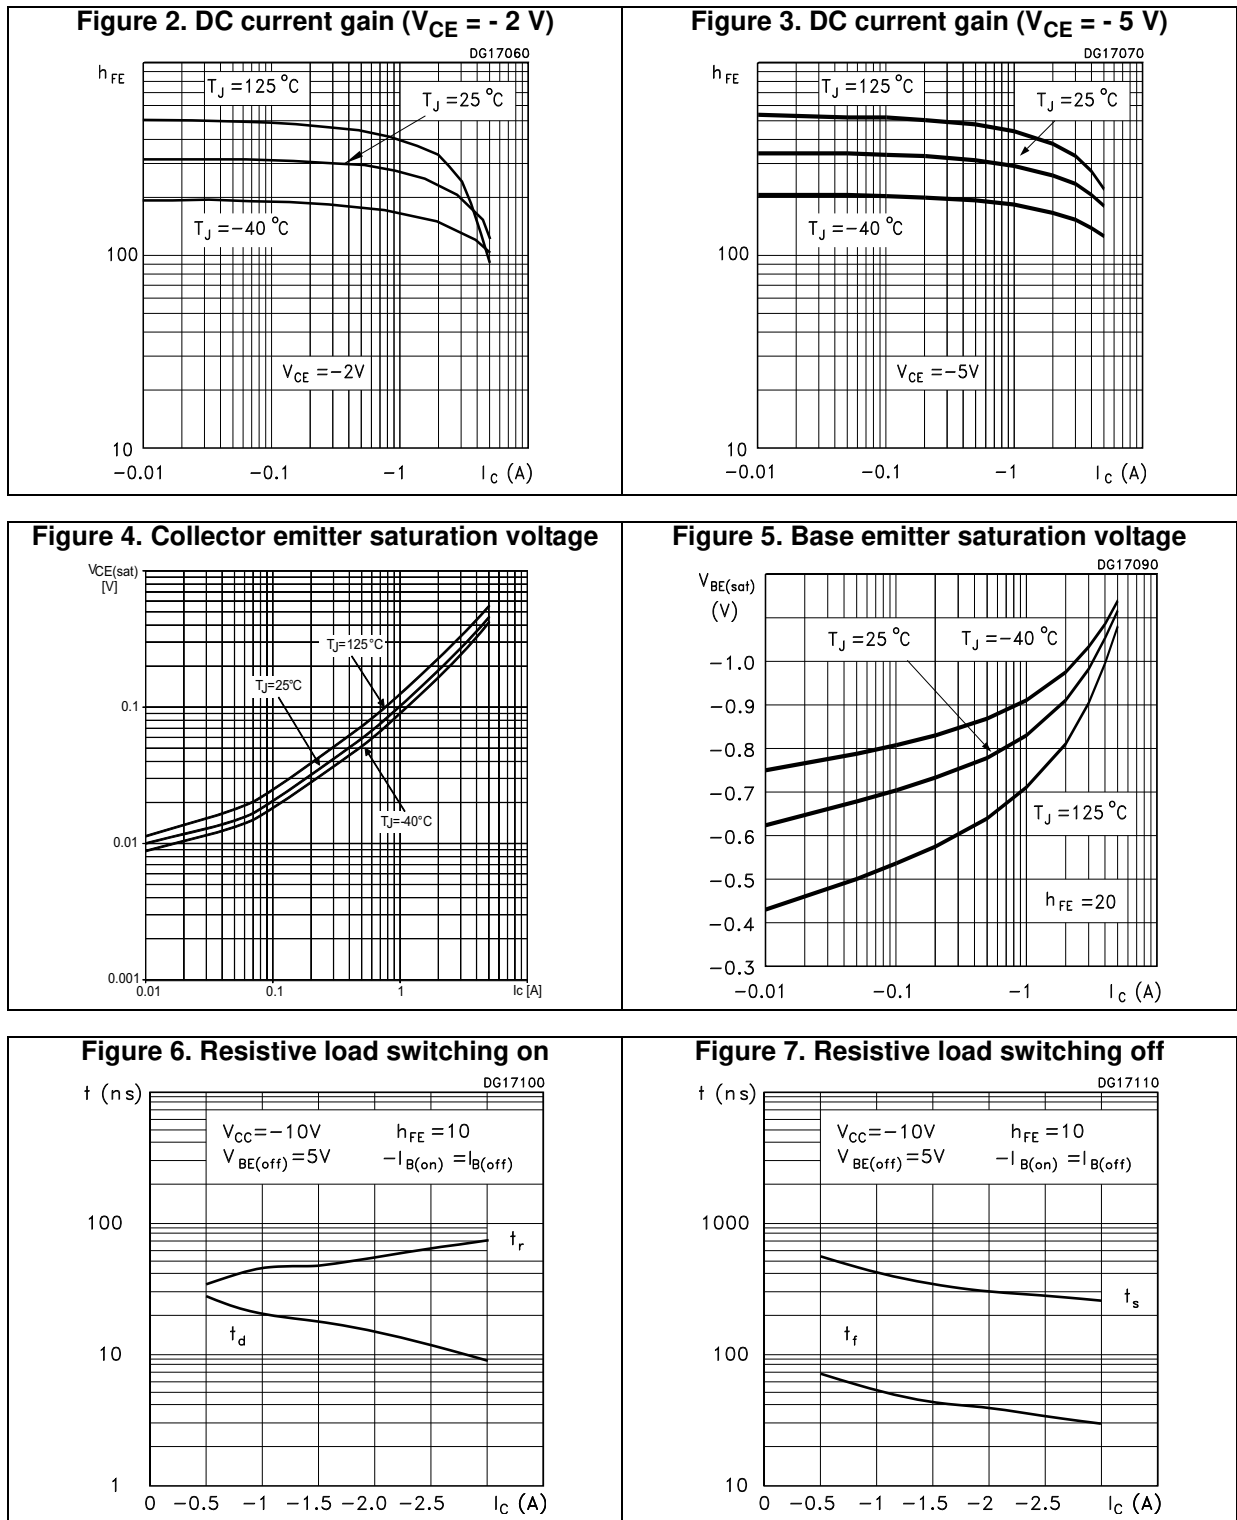 Figure 2. DC current gain (VCE = - 2 V)
DG17060
hFE
TJ =125 °C
TJ =25 °C
TJ =−40 °C
100
VCE =−2V
10
−0.01 −0.1 −1 IC (A)
Figure 3. DC current gain (VCE = - 5 V)
DG17070
hFE
TJ =125 °C
TJ =25 °C
TJ =−40 °C
100
VCE =−5V
10
−0.01 −0.1 −1 IC (A)
Figure 4. Collector emitter saturation voltage
VCE(sat)
[V]
TJ=125°C
TJ=25°C
0.1
TJ=-40°C
0.01
0.001
0.01 0.1 1 Ic [A]
Figure 5. Base emitter saturation voltage
DG17090
VBE(sat)
(V)
TJ =25 °C TJ =−40 °C
−1.0
−0.9
−0.8
−0.7
TJ =125 °C
−0.6
−0.5
hFE =20
−0.4
−0.3
−0.01 −0.1 −1 IC (A)
Figure 6. Resistive load switching on
DG17100
t (ns)
VCC=−10V hFE =10
VBE(off) =5V −IB(on) =IB(off)
100
tr
td
10
1
0 −0.5 −1 −1.5 −2.0 −2.5 IC (A)
Figure 7. Resistive load switching off
DG17110
t (ns)
VCC=−10V hFE =10
VBE(off) =5V −IB(on) =IB(off)
1000
ts
tf
100
10
0 −0.5 −1 −1.5 −2 −2.5 IC (A)